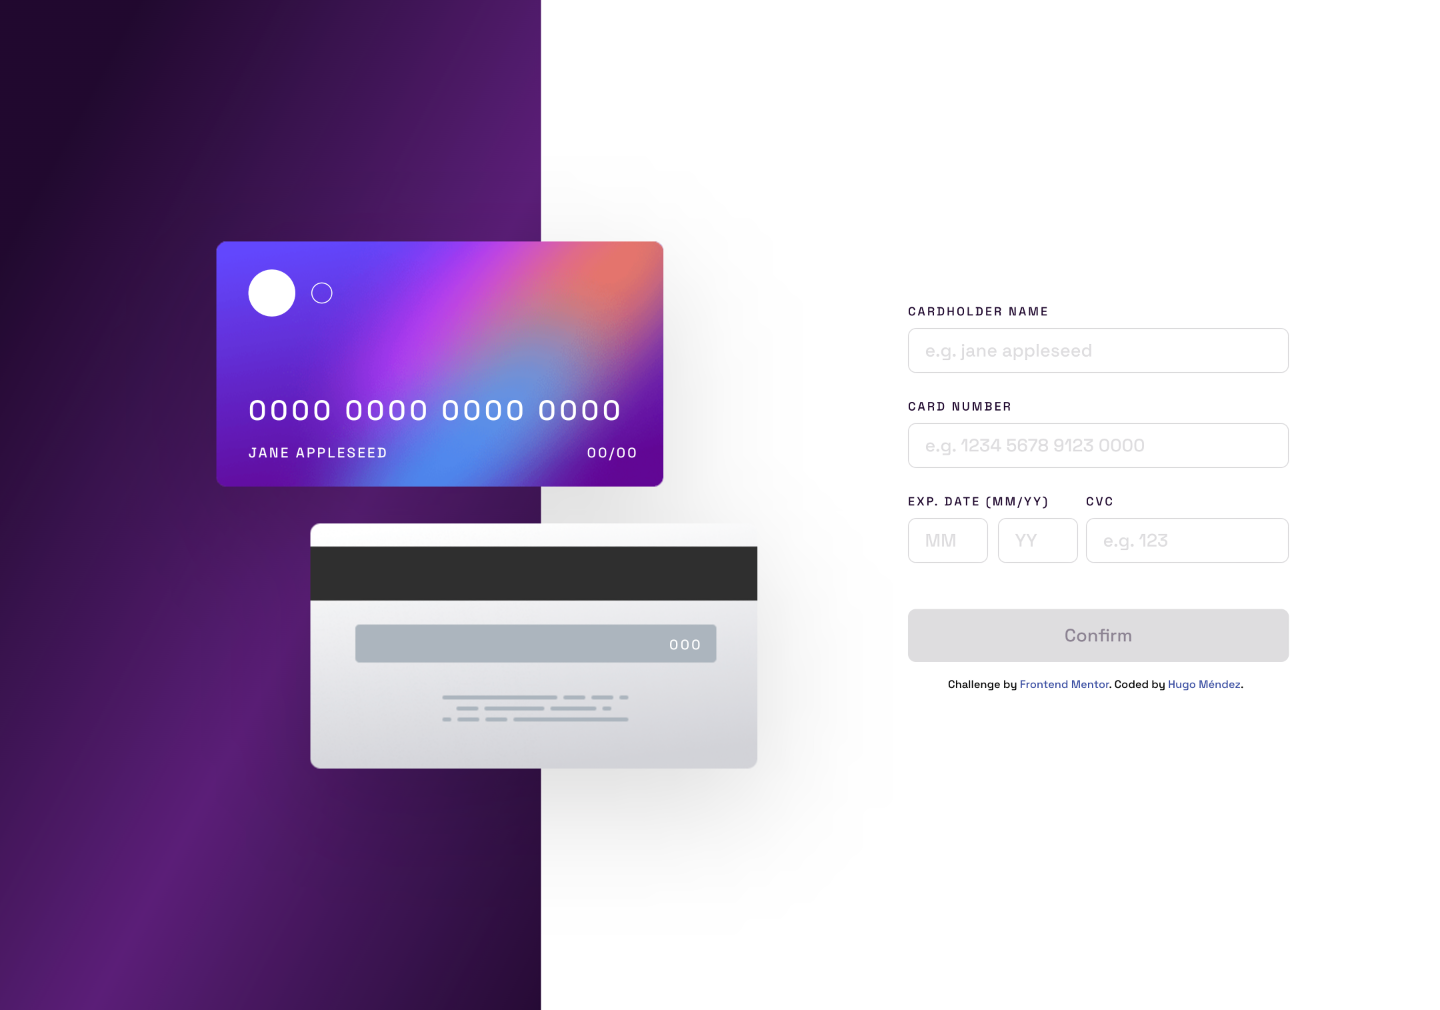 0000 0000 0000 0000
JANE APPLESEED 00/00
000
CARDHOLDER NAME
e.g. jane appleseed
CARD NUMBER
e.g. 1234 5678 9123 0000
EXP. DATE (MM/YY) CVC
MM YY e.g. 123
Confirm
Challenge by Frontend Mentor. Coded by Hugo Méndez.